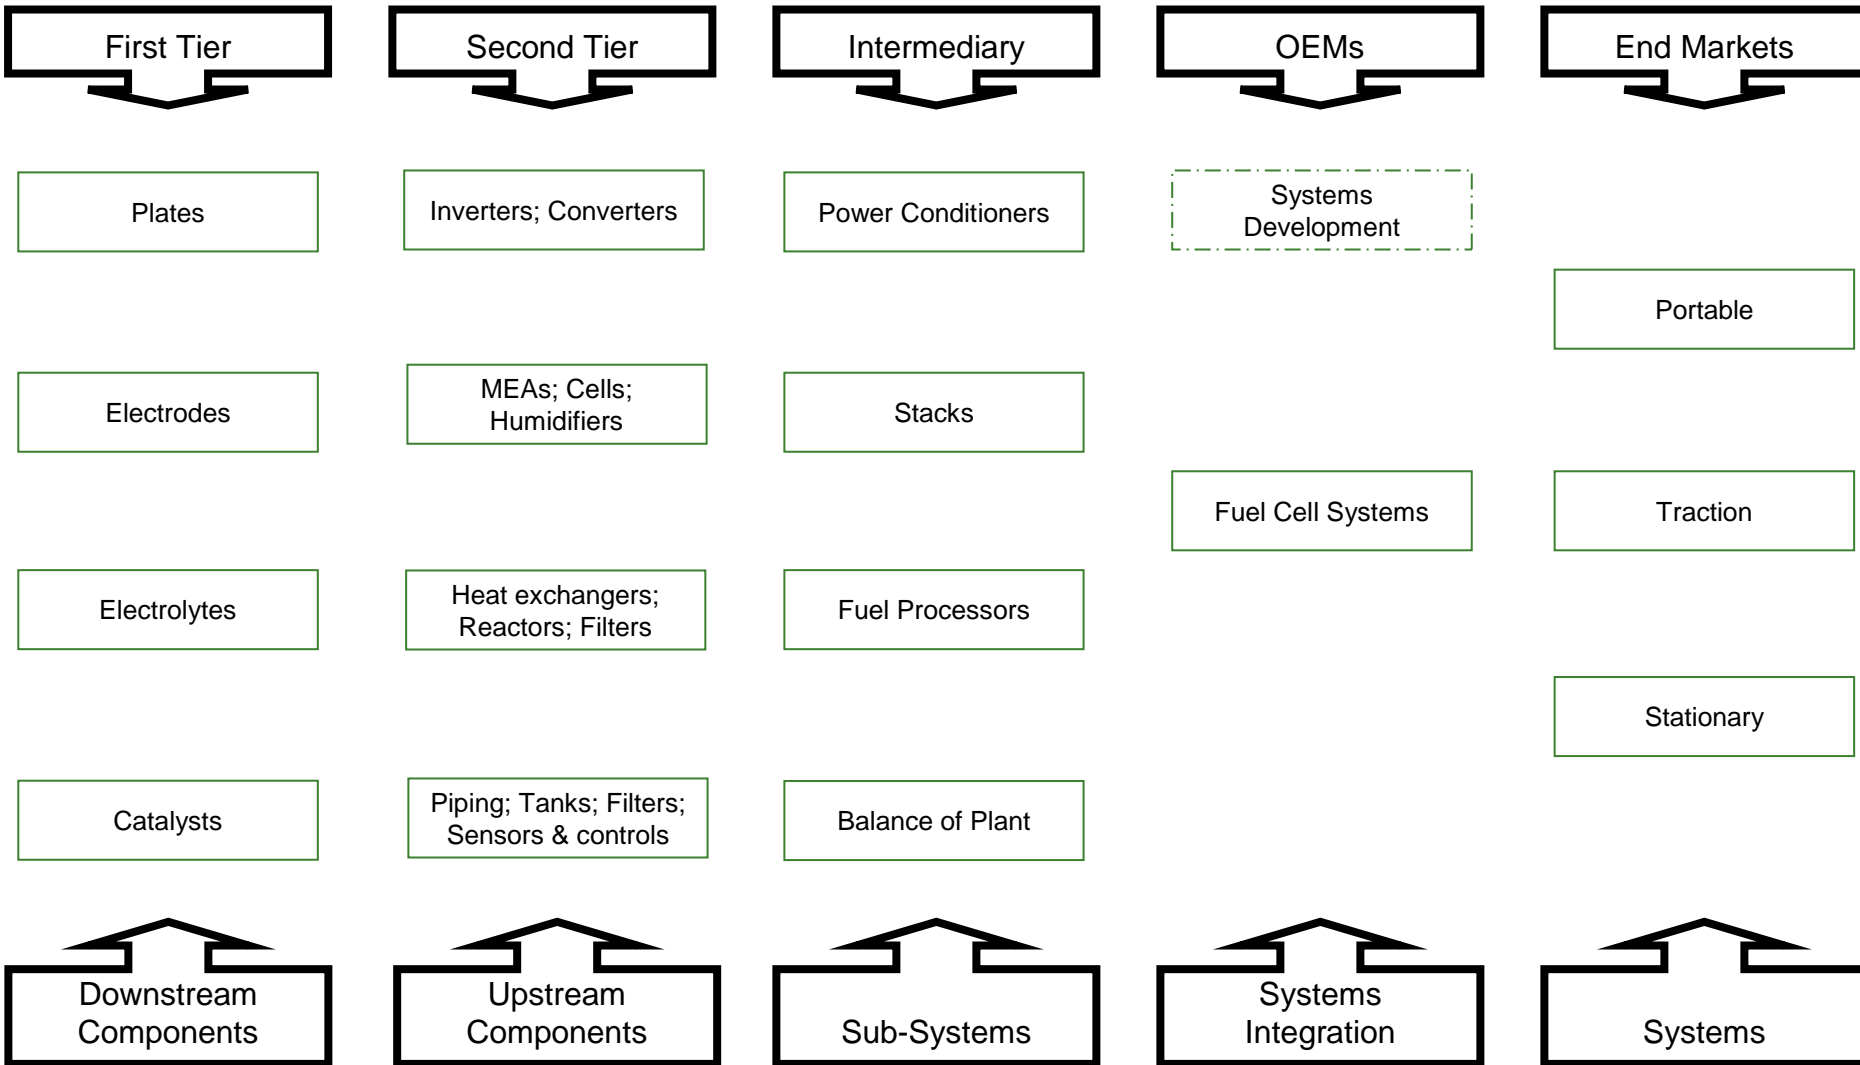 First Tier
Second Tier
Intermediary
OEMs
End Markets
Plates
Inverters; Converters
Power Conditioners
Systems
Development
Portable
Electrodes
MEAs; Cells;
Humidifiers
Stacks
Fuel Cell Systems
Traction
Electrolytes
Heat exchangers;
Reactors; Filters
Fuel Processors
Stationary
Catalysts
Piping; Tanks; Filters;
Sensors & controls
Balance of Plant
Downstream
Components
Upstream
Components
Sub-Systems
Systems
Integration
Systems